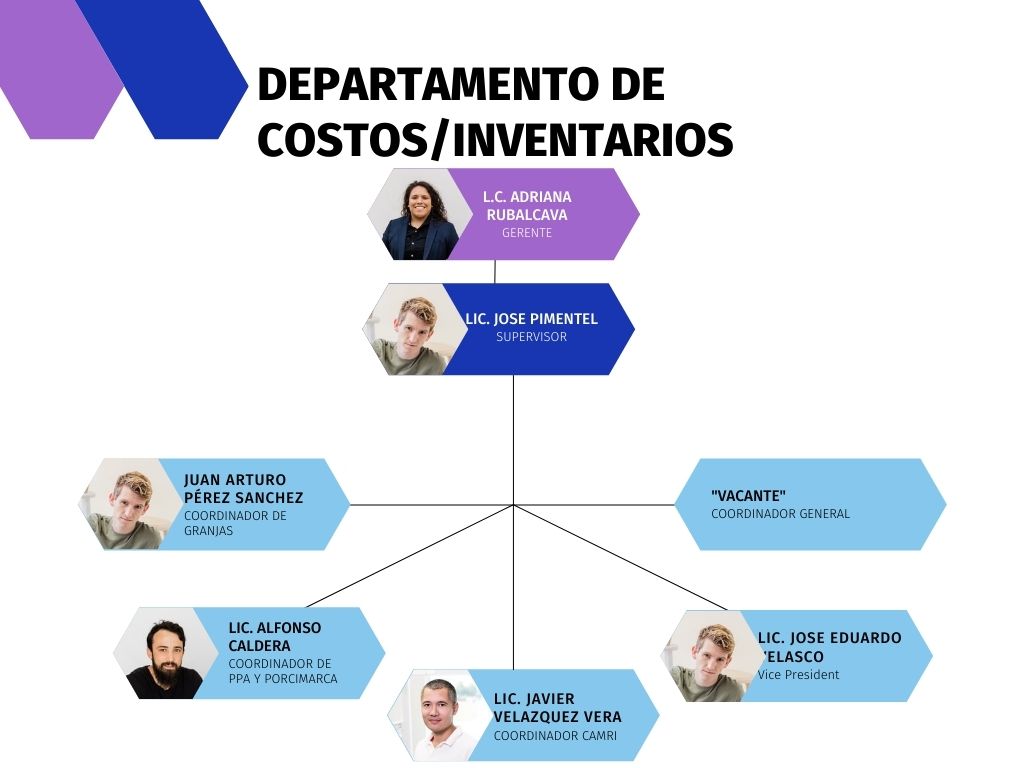 DEPARTAMENTO DE
COSTOS/INVENTARIOS
L.C. ADRIANA
RUBALCAVA
GERENTE
LIC. JOSE PIMENTEL
SUPERVISOR
JUAN ARTURO
PÉREZ SANCHEZ
COORDINADOR DE
GRANJAS
"VACANTE"
COORDINADOR GENERAL
LIC. ALFONSO
CALDERA
COORDINADOR DE
PPA Y PORCIMARCA
LIC. JOSE EDUARDO
VELASCO
Vice President
LIC. JAVIER
VELAZQUEZ VERA
COORDINADOR CAMRI